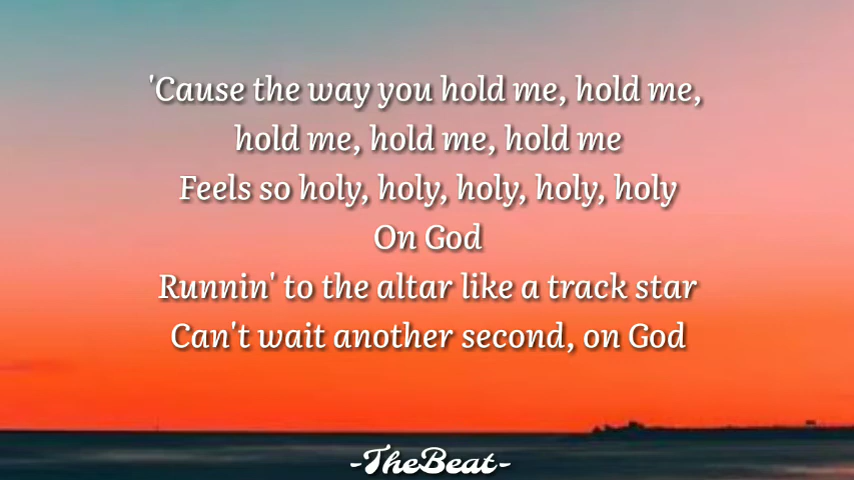 'Cause the way you hold me, hold me,
hold me, hold me, hold me
Feels so holy, holy, holy, holy, holy
On God
Runnin' to the altar like a track star
Can't wait another second, on God
-TheBeat-